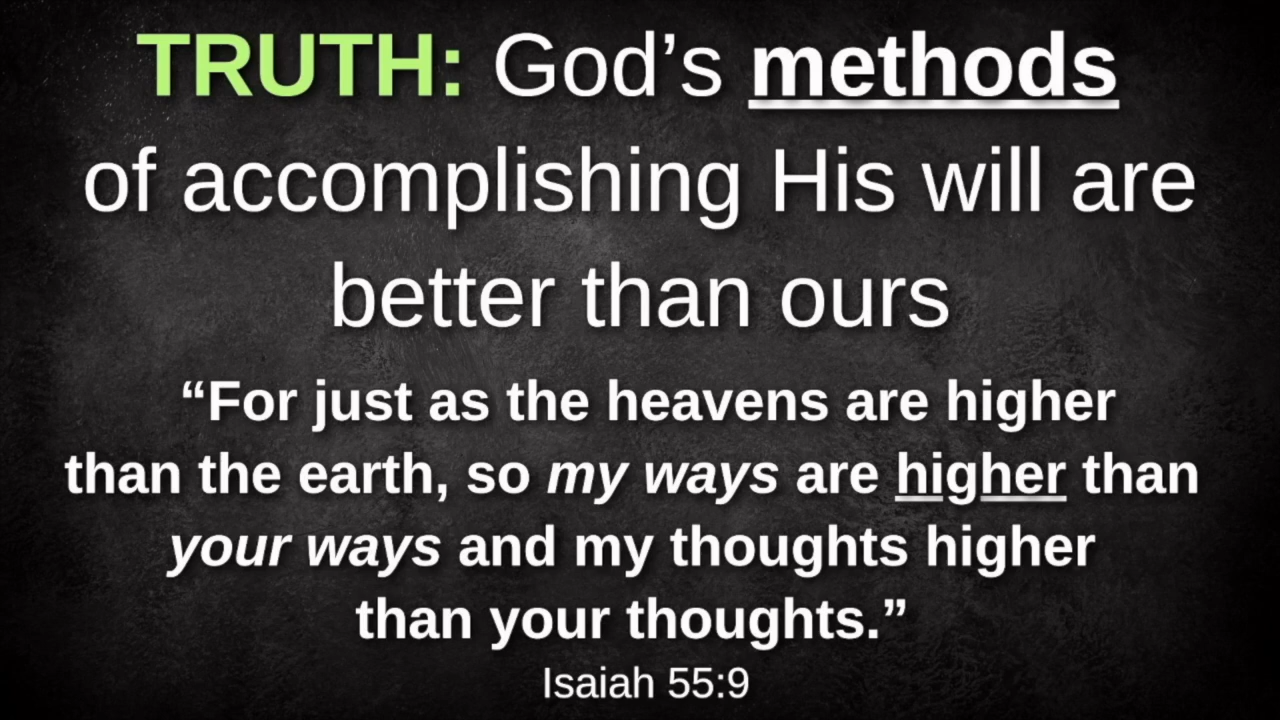 TRUTH: God’s methods
of accomplishing His will are
better than ours
“For just as the heavens are higher
than the earth, so my ways are higher than
your ways and my thoughts higher
than your thoughts.”
Isaiah 55:9